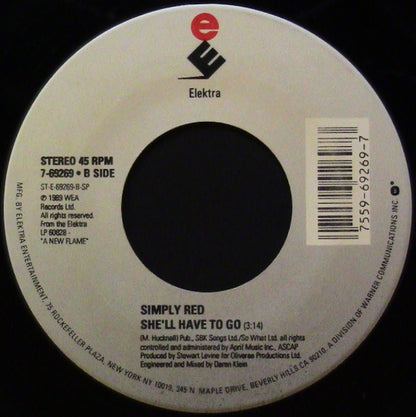 e
E
Elektra
STEREO 45 RPM
7-69269 • B SIDE
ST-E-69269-B-SP
℗ 1989 WEA
Records Ltd.
All rights reserved.
From the Elektra
LP 60828 -
"A NEW FLAME"
7559-69269-7
SIMPLY RED
SHE'LL HAVE TO GO (3:14)
(M. Hucknell) Pub., SBK Songs Ltd./So What Ltd. all rights
controlled and administered by April Music Inc., ASCAP
Produced by Stewart Levine for Oliverea Productions Ltd.
Engineered and Mixed by Daren Klein
MFG. BY ELEKTRA ENTERTAINMENT, 75 ROCKEFELLER PLAZA, NEW YORK, NY 10019, 345 N. MAPLE DRIVE, BEVERLY HILLS, CA 90210, A DIVISION OF WARNER COMMUNICATIONS INC.